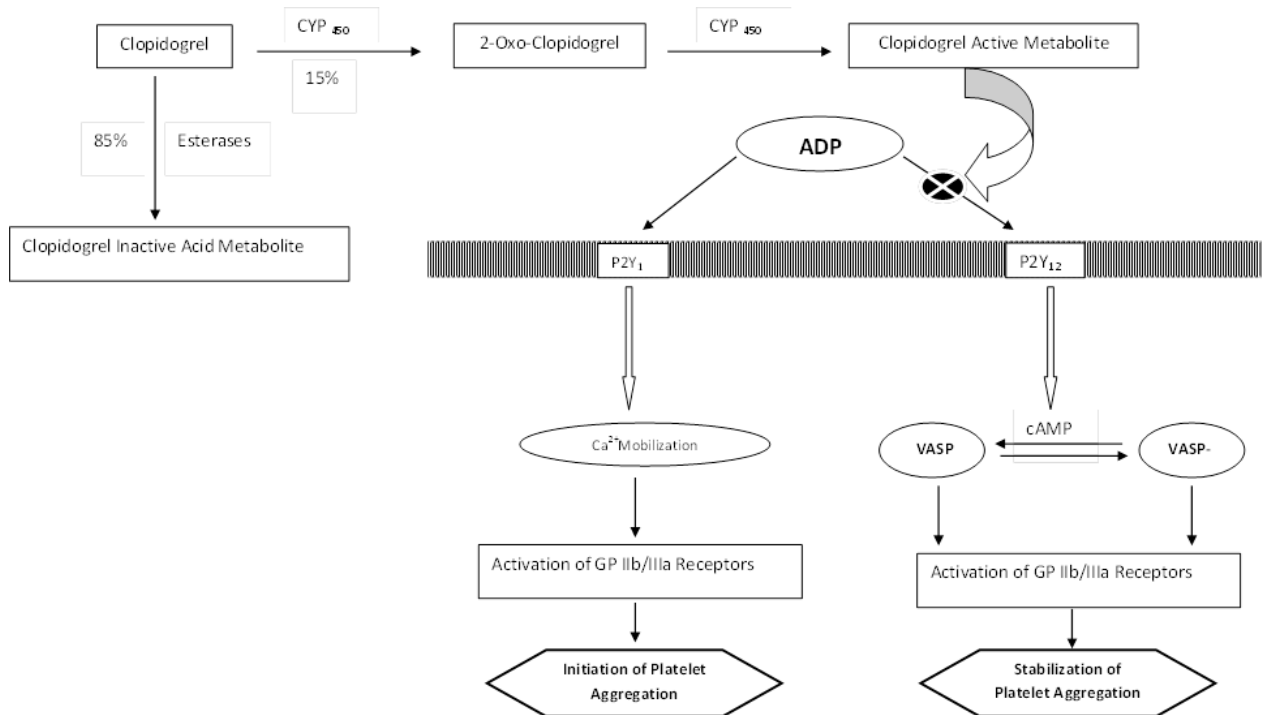 Clopidogrel
CYP 450
15%
2-Oxo-Clopidogrel
CYP 450
Clopidogrel Active Metabolite
85%
Esterases
Clopidogrel Inactive Acid Metabolite
ADP
P2Y1
P2Y12
Ca2+Mobilization
cAMP
VASP
VASP-
Activation of GP IIb/IIIa Receptors
Activation of GP IIb/IIIa Receptors
Initiation of Platelet
Aggregation
Stabilization of
Platelet Aggregation